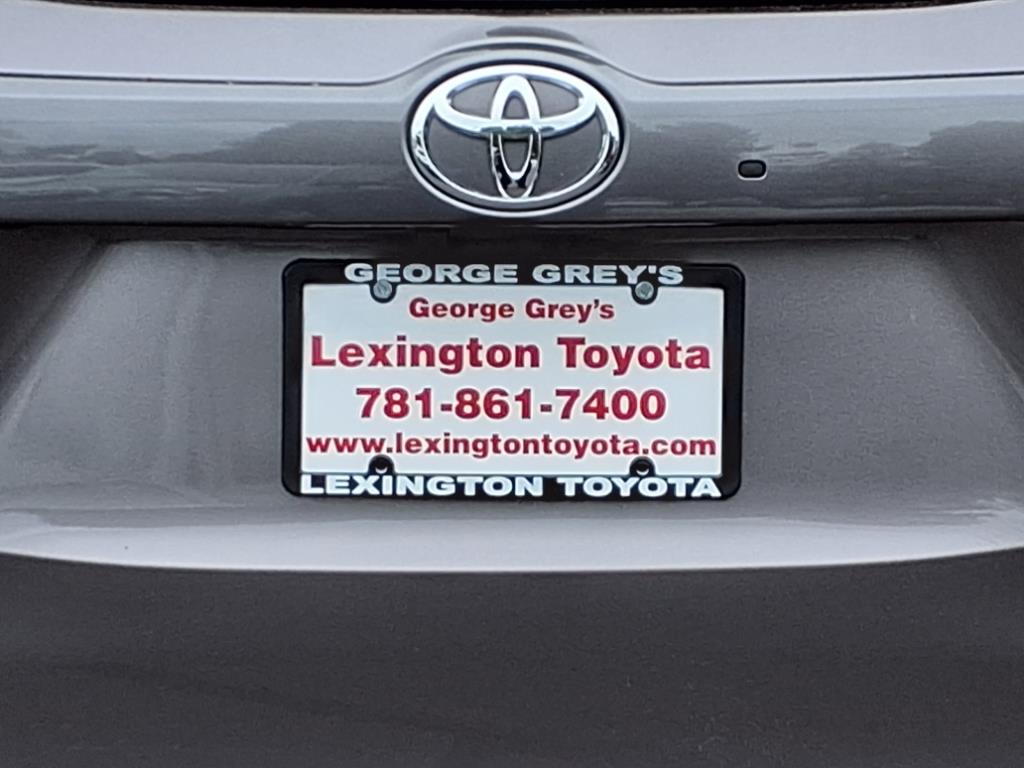 GEORGE GREY'S
George Grey's
Lexington Toyota
781-861-7400
www.lexingtontoyota.com
LEXINGTON TOYOTA